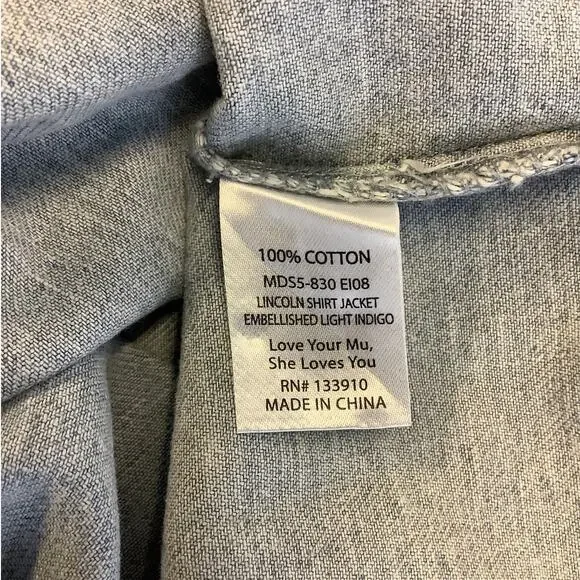 100% COTTON
MDS5-830 EI08
LINCOLN SHIRT JACKET
EMBELLISHED LIGHT INDIGO
Love Your Mu,
She Loves You
RN# 133910
MADE IN CHINA